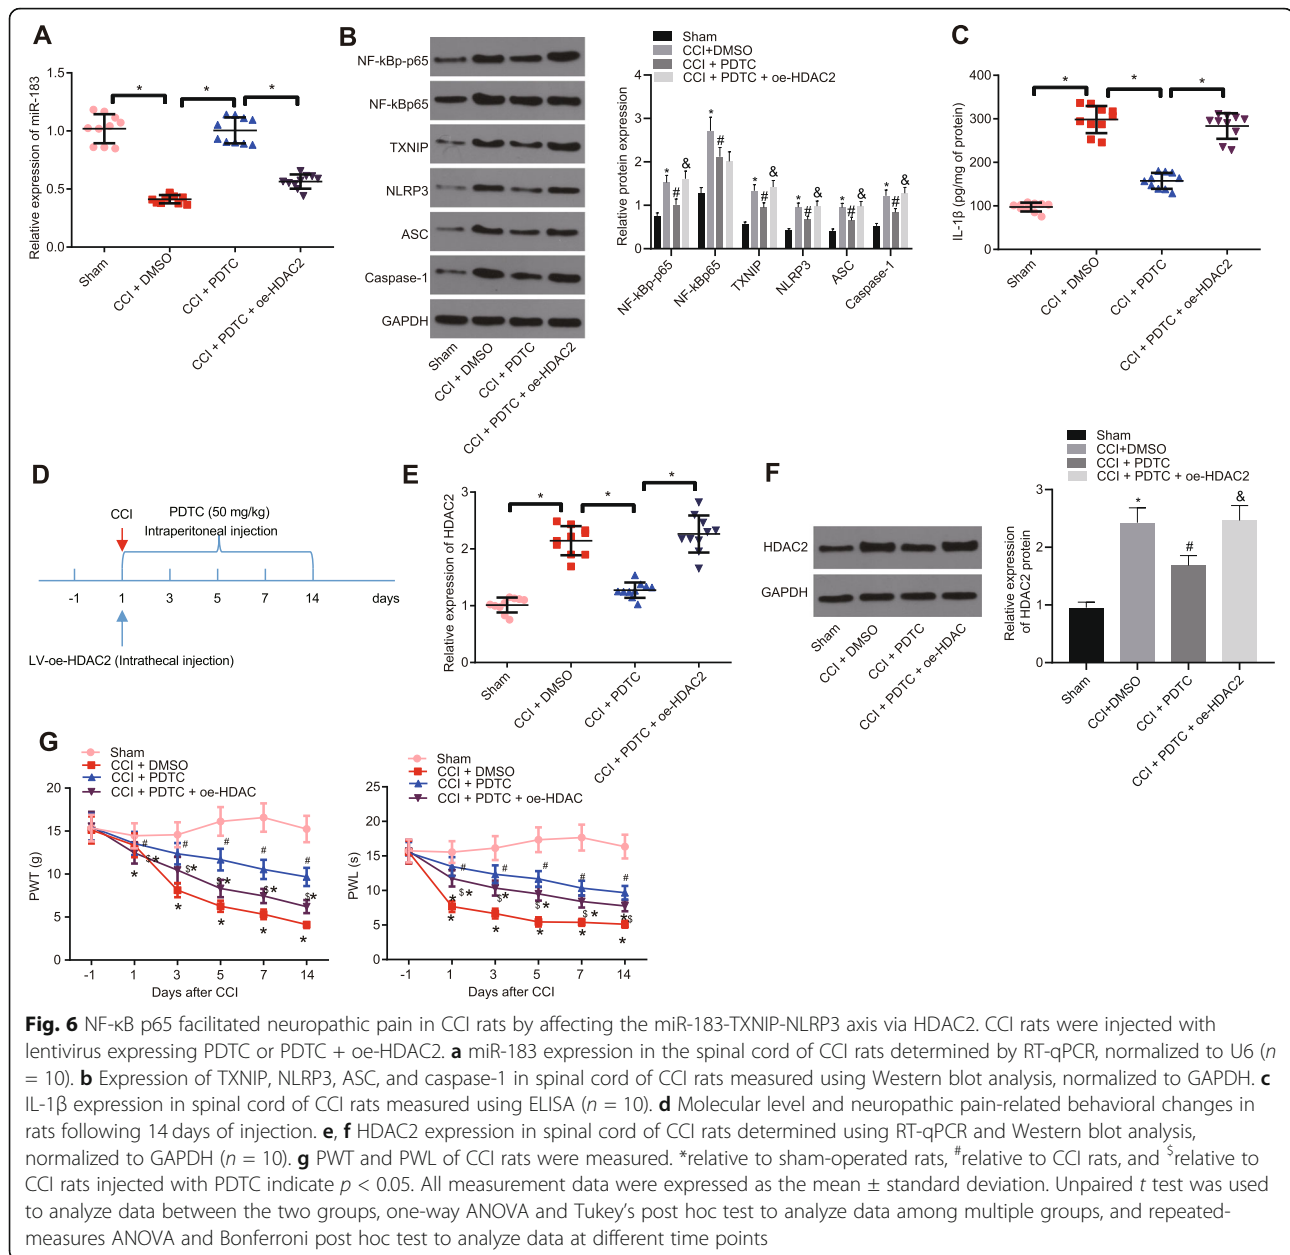 A
Relative expression of miR-183
1.5
1.0
0.5
0.0
*
*
*
Sham
CCI + DMSO
CCI + PDTC
CCI + PDTC + oe-HDAC2
B
NF-kBp-p65
NF-kBp65
TXNIP
NLRP3
ASC
Caspase-1
GAPDH
Sham
CCI + DMSO
CCI + PDTC
CCI + PDTC + oe-HDAC2
Sham
CCI+DMSO
CCI + PDTC
CCI + PDTC + oe-HDAC2
Relative protein expression
4
3
2
1
0
* # &
* #
* # &
* # &
* # &
* # &
NF-kBp-p65
NF-kBp65
TXNIP
NLRP3
ASC
Caspase-1
C
IL-1β (pg/mg of protein)
400
300
200
100
0
*
*
*
Sham
CCI + DMSO
CCI + PDTC
CCI + PDTC + oe-HDAC2
D
CCI
PDTC (50 mg/kg)
Intraperitoneal injection
-1 1 3 5 7 14 days
LV-oe-HDAC2 (Intrathecal injection)
E
Relative expression of HDAC2
3
2
1
0
*
*
*
Sham
CCI + DMSO
CCI + PDTC
CCI + PDTC + oe-HDAC2
F
HDAC2
GAPDH
Sham
CCI + DMSO
CCI + PDTC
CCI + PDTC + oe-HDAC
Sham
CCI+DMSO
CCI + PDTC
CCI + PDTC + oe-HDAC2
Relative expression
of HDAC2 protein
3
2
1
0
*
#
&
Sham
CCI+DMSO
CCI + PDTC
CCI + PDTC + oe-HDAC2
G
Sham
CCI + DMSO
CCI + PDTC
CCI + PDTC + oe-HDAC
PWT (g)
20
15
10
5
0
# # # # #
$* $* $* $* $*
* * * * *
-1 1 3 5 7 14
Days after CCI
Sham
CCI + DMSO
CCI + PDTC
CCI + PDTC + oe-HDAC
PWL (s)
25
20
15
10
5
0
# # # # #
$* $* $* $* *$
* * * * * *
-1 1 3 5 7 14
Days after CCI
Fig. 6 NF-κB p65 facilitated neuropathic pain in CCI rats by affecting the miR-183-TXNIP-NLRP3 axis via HDAC2. CCI rats were injected with
lentivirus expressing PDTC or PDTC + oe-HDAC2. a miR-183 expression in the spinal cord of CCI rats determined by RT-qPCR, normalized to U6 (n
= 10). b Expression of TXNIP, NLRP3, ASC, and caspase-1 in spinal cord of CCI rats measured using Western blot analysis, normalized to GAPDH. c
IL-1β expression in spinal cord of CCI rats measured using ELISA (n = 10). d Molecular level and neuropathic pain-related behavioral changes in
rats following 14 days of injection. e, f HDAC2 expression in spinal cord of CCI rats determined using RT-qPCR and Western blot analysis,
normalized to GAPDH (n = 10). g PWT and PWL of CCI rats were measured. *relative to sham-operated rats, #relative to CCI rats, and $relative to
CCI rats injected with PDTC indicate p < 0.05. All measurement data were expressed as the mean ± standard deviation. Unpaired t test was used
to analyze data between the two groups, one-way ANOVA and Tukey's post hoc test to analyze data among multiple groups, and repeated-
measures ANOVA and Bonferroni post hoc test to analyze data at different time points